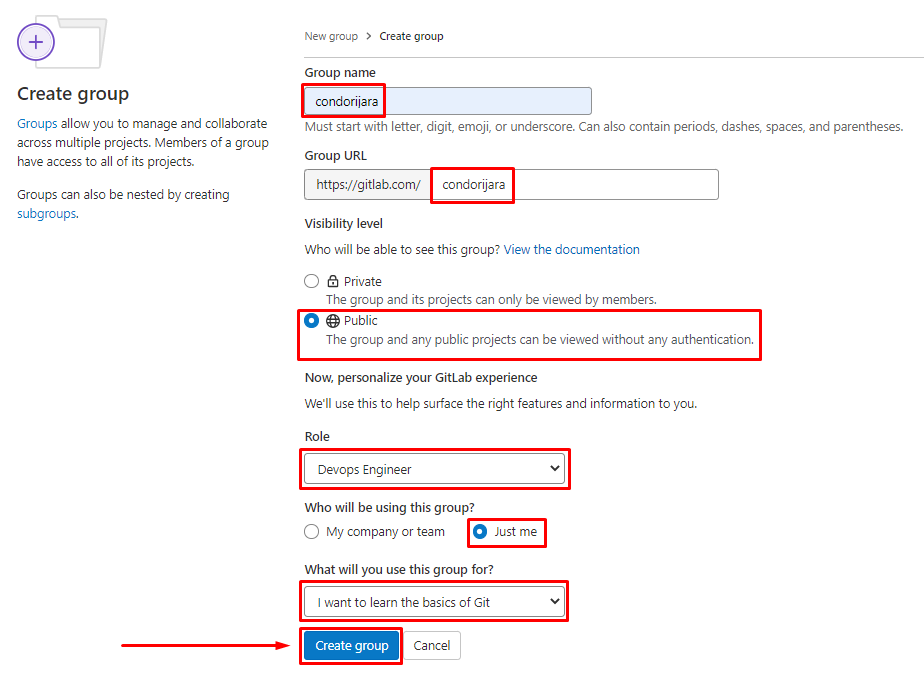 Create group
Groups allow you to manage and collaborate
across multiple projects. Members of a group
have access to all of its projects.
Groups can also be nested by creating
subgroups.
New group > Create group
Group name
condorijara
Must start with letter, digit, emoji, or underscore. Can also contain periods, dashes, spaces, and parentheses.
Group URL
https://gitlab.com/ condorijara
Visibility level
Who will be able to see this group? View the documentation
Private
The group and its projects can only be viewed by members.
Public
The group and any public projects can be viewed without any authentication.
Now, personalize your GitLab experience
We'll use this to help surface the right features and information to you.
Role
Devops Engineer
Who will be using this group?
My company or team Just me
What will you use this group for?
I want to learn the basics of Git
Create group Cancel